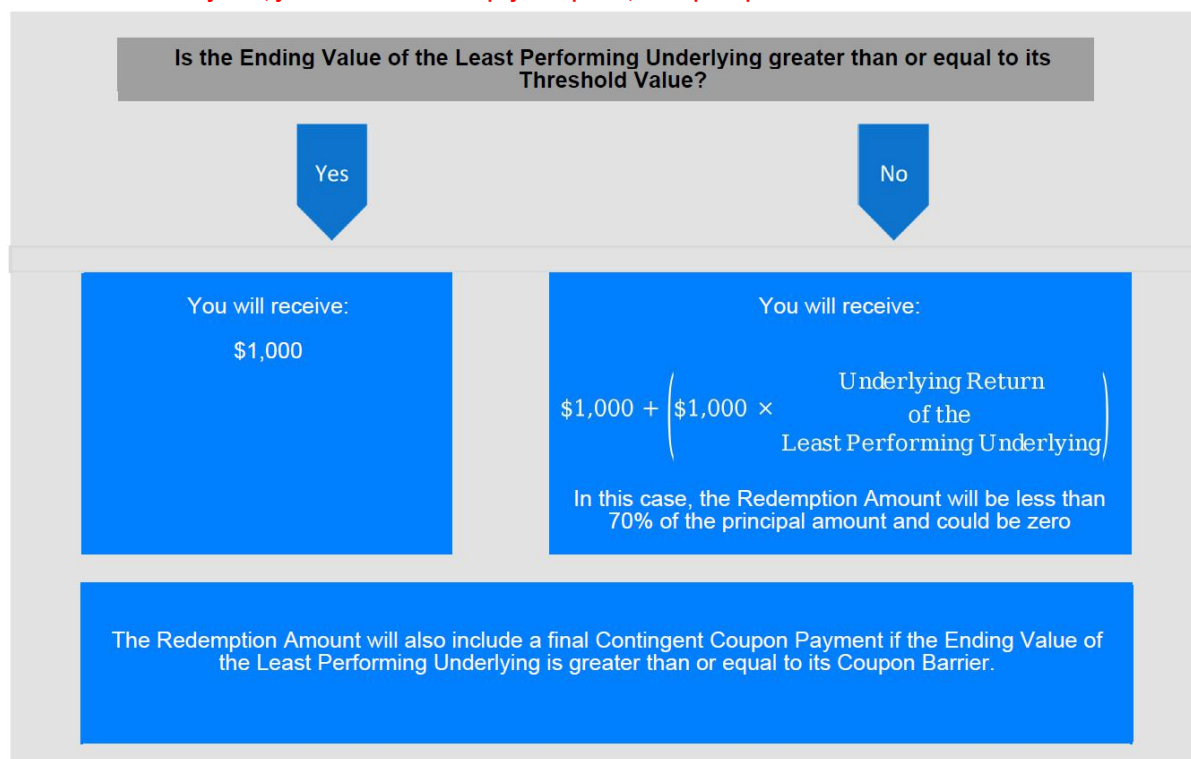 Is the Ending Value of the Least Performing Underlying greater than or equal to its
Threshold Value?
Yes
No
You will receive:
$1,000
You will receive:
$1,000 + ($1,000 × Underlying Return
of the
Least Performing Underlying)
In this case, the Redemption Amount will be less than
70% of the principal amount and could be zero
The Redemption Amount will also include a final Contingent Coupon Payment if the Ending Value of
the Least Performing Underlying is greater than or equal to its Coupon Barrier.